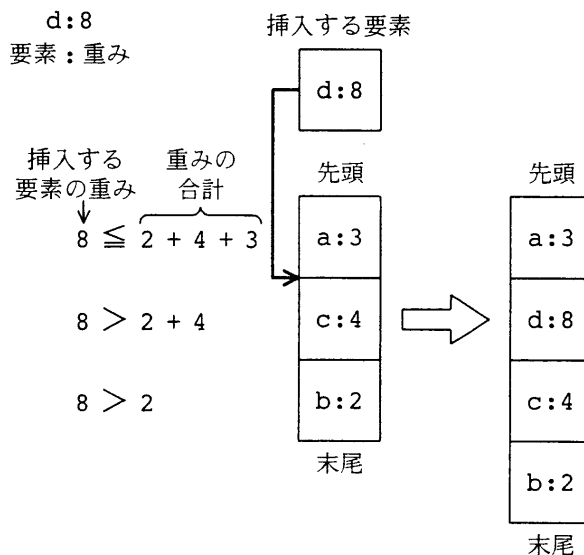 d:8
要素：重み
挿入する要素
d:8
挿入する
要素の重み
重みの
合計
先頭
先頭
8 ≦ 2 + 4 + 3
a:3
a:3
8 > 2 + 4
c:4
d:8
8 > 2
b:2
c:4
末尾
b:2
末尾